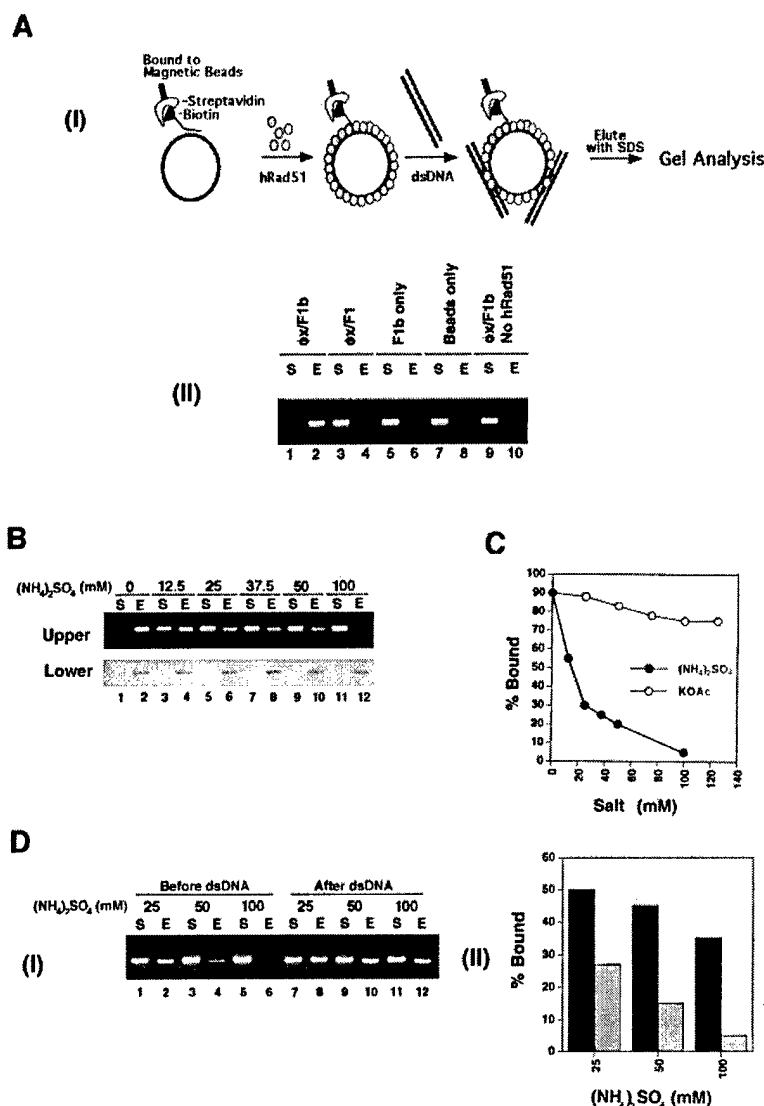 A
(I)
Bound to
Magnetic Beads
Streptavidin
Biotin
hRad51
dsDNA
Elute
with SDS
Gel Analysis
(II)
φx/F1b
φx/F1
F1b only
Beads only
φx/F1b
No hRad51
S E S E S E S E S E
1 2 3 4 5 6 7 8 9 10
B
(NH4)2SO4 (mM) 0 12.5 25 37.5 50 100
S E S E S E S E S E S E
Upper
Lower
1 2 3 4 5 6 7 8 9 10 11 12
C
% Bound
100
90
80
70
60
50
40
30
20
10
0
(NH4)2SO4
KOAc
0 20 40 60 80 100 120 140
Salt (mM)
D
(I)
Before dsDNA After dsDNA
(NH4)2SO4 (mM) 25 50 100 25 50 100
S E S E S E S E S E S E
1 2 3 4 5 6 7 8 9 10 11 12
(II)
% Bound
60
50
40
30
20
10
0
25 50 100
(NH4)2SO4 (mM)